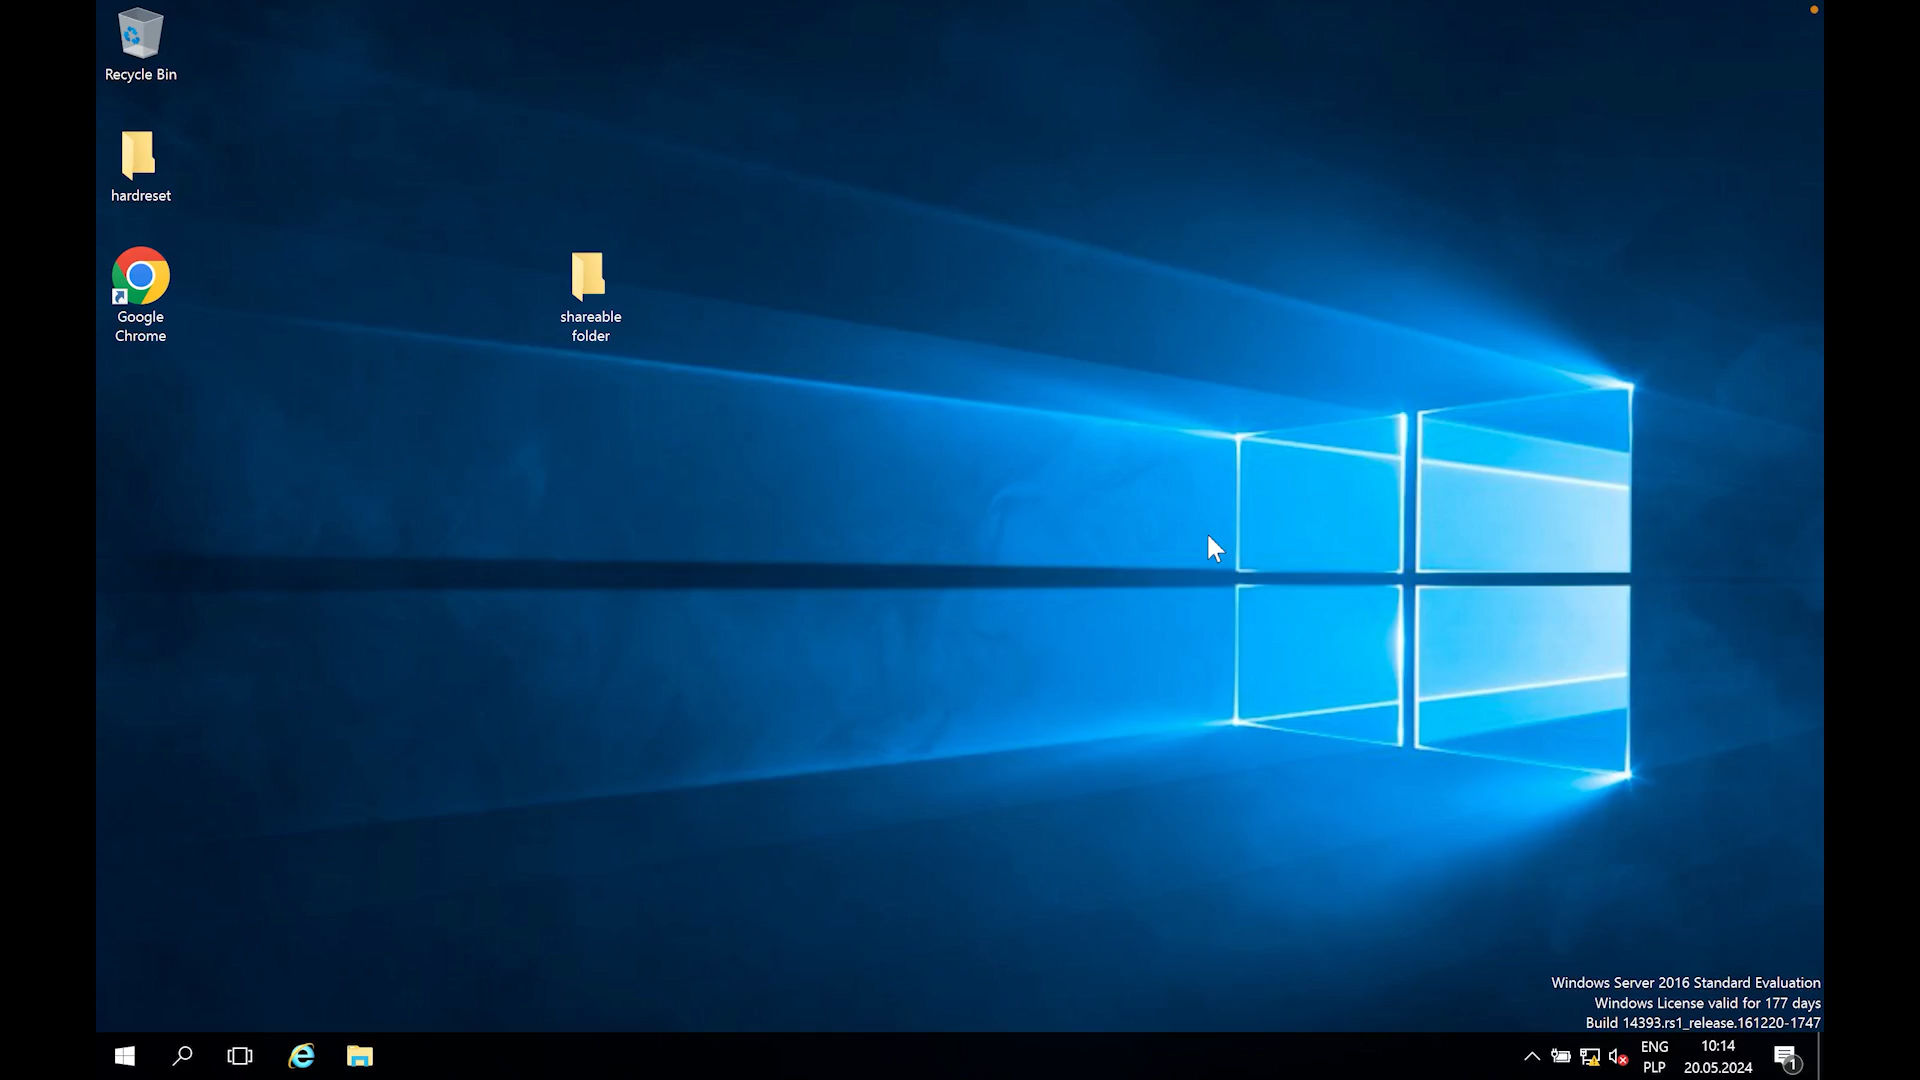 Recycle Bin
hardreset
Google
Chrome
shareable
folder
Windows Server 2016 Standard Evaluation
Windows License valid for 177 days
Build 14393.rs1_release.161220-1747
ENG
PLP
10:14
20.05.2024
1